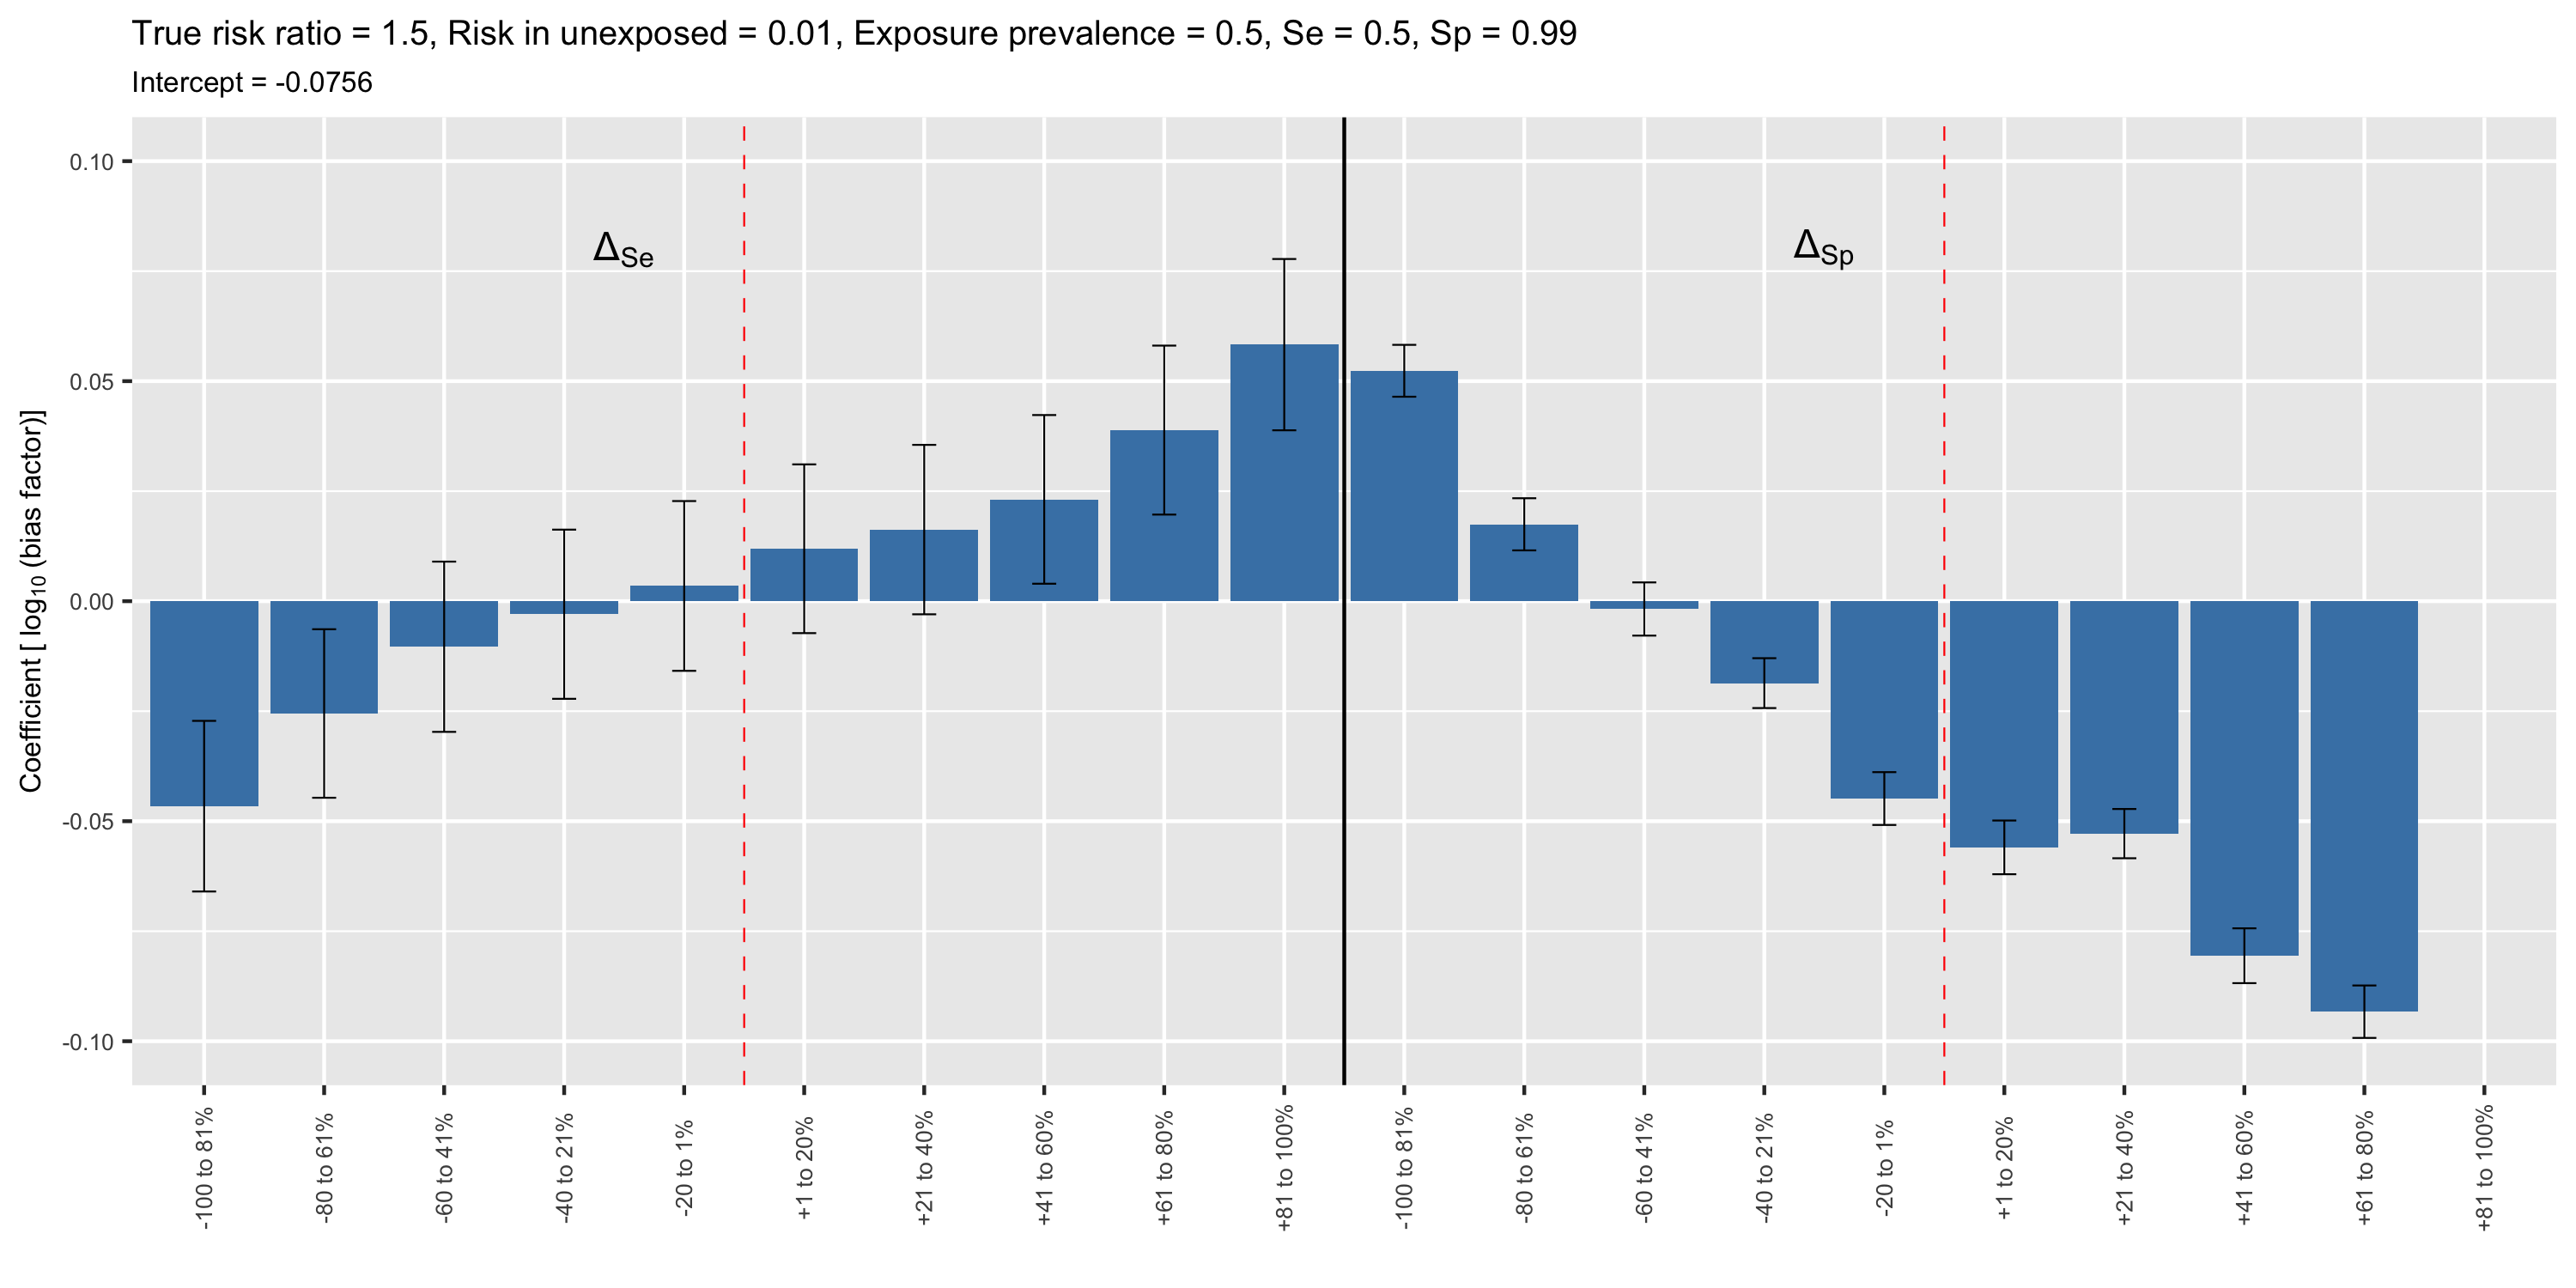 True risk ratio = 1.5, Risk in unexposed = 0.01, Exposure prevalence = 0.5, Se = 0.5, Sp = 0.99
Intercept = -0.0756
Coefficient [ log10 (bias factor)]
0.10
0.05
0.00
-0.05
-0.10
ΔSe
ΔSp
-100 to 81%
-80 to 61%
-60 to 41%
-40 to 21%
-20 to 1%
+1 to 20%
+21 to 40%
+41 to 60%
+61 to 80%
+81 to 100%
-100 to 81%
-80 to 61%
-60 to 41%
-40 to 21%
-20 to 1%
+1 to 20%
+21 to 40%
+41 to 60%
+61 to 80%
+81 to 100%